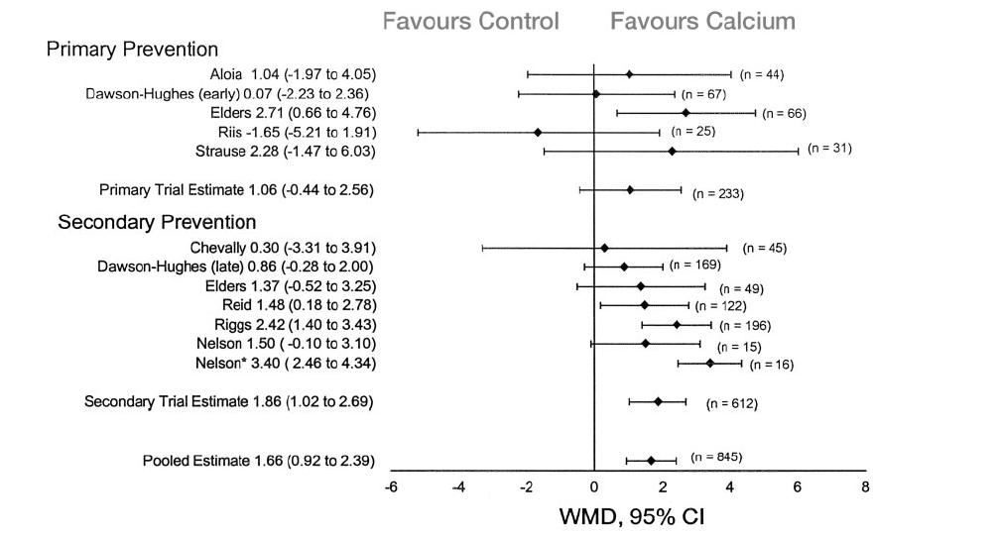 Favours Control Favours Calcium
Primary Prevention
Aloia 1.04 (-1.97 to 4.05) (n = 44)
Dawson-Hughes (early) 0.07 (-2.23 to 2.36) (n = 67)
Elders 2.71 (0.66 to 4.76) (n = 66)
Riis -1.65 (-5.21 to 1.91) (n = 25)
Strause 2.28 (-1.47 to 6.03) (n = 31)
Primary Trial Estimate 1.06 (-0.44 to 2.56) (n = 233)
Secondary Prevention
Chevally 0.30 (-3.31 to 3.91) (n = 45)
Dawson-Hughes (late) 0.86 (-0.28 to 2.00) (n = 169)
Elders 1.37 (-0.52 to 3.25) (n = 49)
Reid 1.48 (0.18 to 2.78) (n = 122)
Riggs 2.42 (1.40 to 3.43) (n = 196)
Nelson 1.50 ( -0.10 to 3.10) (n = 15)
Nelson* 3.40 ( 2.46 to 4.34) (n = 16)
Secondary Trial Estimate 1.86 (1.02 to 2.69) (n = 612)
Pooled Estimate 1.66 (0.92 to 2.39) (n = 845)
-6 -4 -2 0 2 4 6 8
WMD, 95% CI